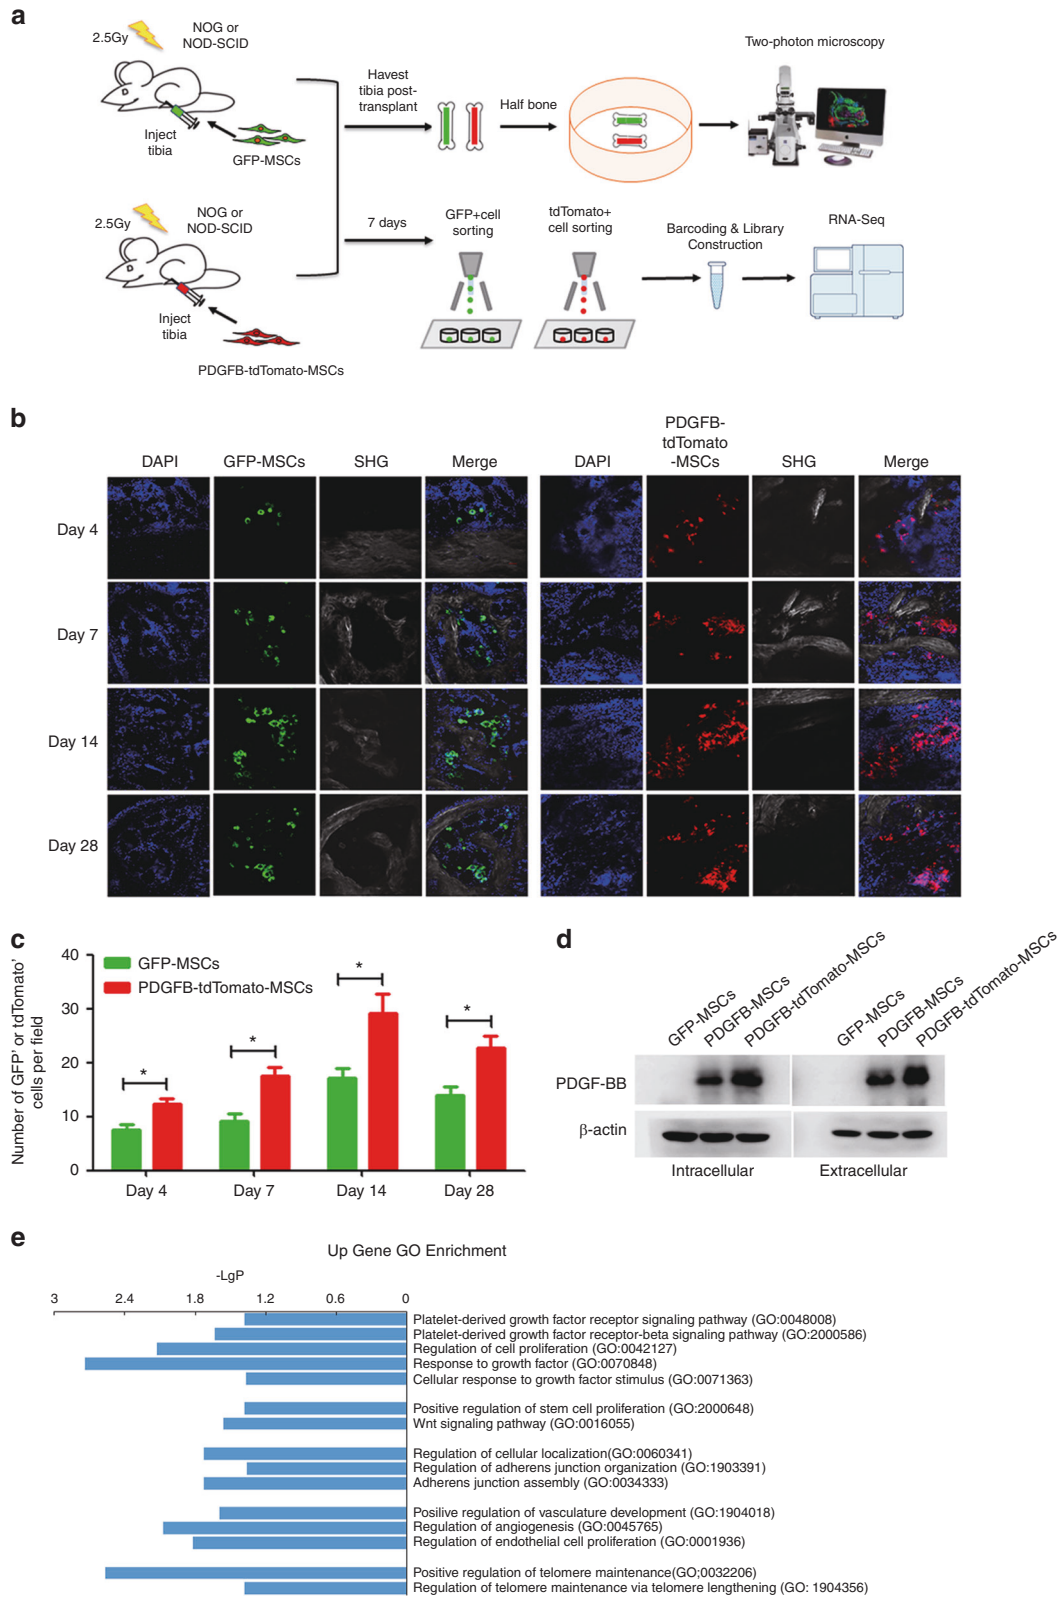 a
2.5Gy
NOG or
NOD-SCID
Inject
tibia
GFP-MSCs
Havest
tibia post-
transplant
Half bone
Two-photon microscopy
2.5Gy
NOG or
NOD-SCID
Inject
tibia
PDGFB-tdTomato-MSCs
7 days
GFP+cell
sorting
tdTomato+
cell sorting
Barcoding & Library
Construction
RNA-Seq
b
DAPI
GFP-MSCs
SHG
Merge
DAPI
PDGFB-
tdTomato
-MSCs
SHG
Merge
Day 4
Day 7
Day 14
Day 28
c
Number of GFP' or tdTomato'
cells per field
40
30
20
10
0
GFP-MSCs
PDGFB-tdTomato-MSCs
*
*
*
*
Day 4
Day 7
Day 14
Day 28
d
GFP-MSCs
PDGFB-MSCs
PDGFB-tdTomato-MSCs
GFP-MSCs
PDGFB-MSCs
PDGFB-tdTomato-MSCs
PDGF-BB
β-actin
Intracellular
Extracellular
e
Up Gene GO Enrichment
-LgP
3 2.4 1.8 1.2 0.6 0
Platelet-derived growth factor receptor signaling pathway (GO:0048008)
Platelet-derived growth factor receptor-beta signaling pathway (GO:2000586)
Regulation of cell proliferation (GO:0042127)
Response to growth factor (GO:0070848)
Cellular response to growth factor stimulus (GO:0071363)
Positive regulation of stem cell proliferation (GO:2000648)
Wnt signaling pathway (GO:0016055)
Regulation of cellular localization(GO:0060341)
Regulation of adherens junction organization (GO:1903391)
Adherens junction assembly (GO:0034333)
Posilive regulation of vasculature development (GO:1904018)
Regulation of angiogenesis (GO:0045765)
Regulation of endothelial cell proliferation (GO:0001936)
Positive regulation of telomere maintenance(GO;0032206)
Regulation of telomere maintenance via telomere lengthening (GO: 1904356)